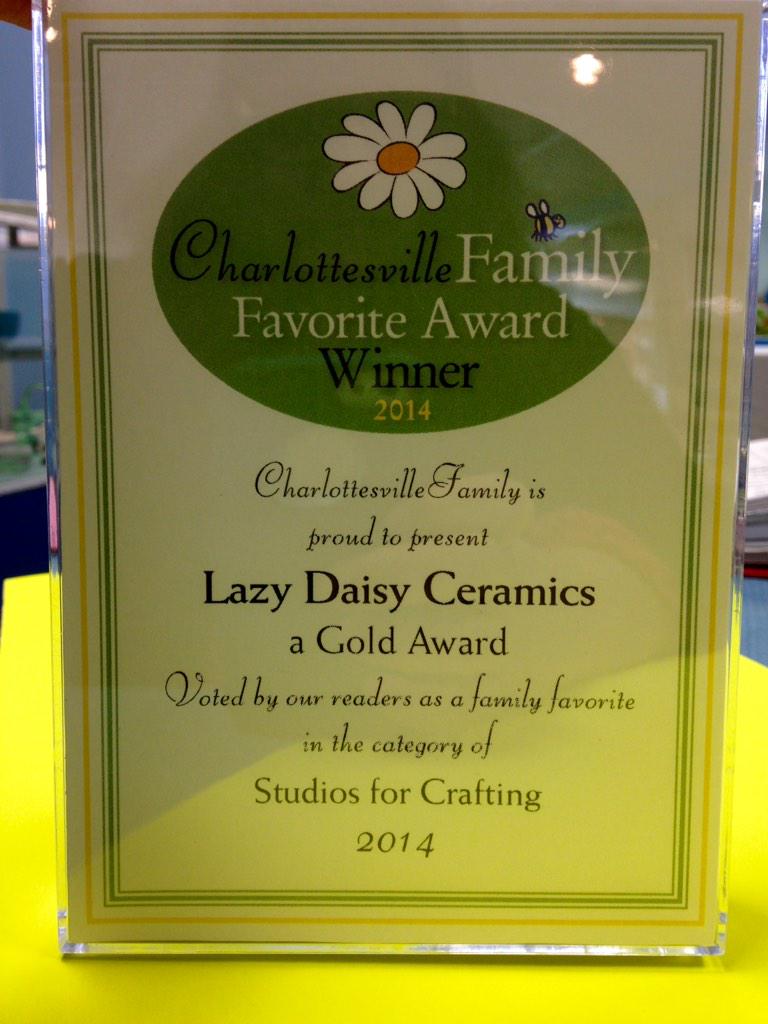 Charlottesville Family
Favorite Award
Winner
2014
CharlottesvilleFamily is
proud to present
Lazy Daisy Ceramics
a Gold Award
Voted by our readers as a family favorite
in the category of
Studios for Crafting
2014